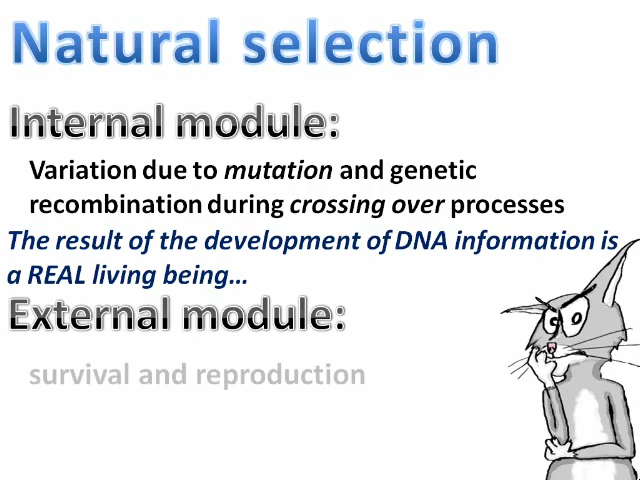 Natural selection
Internal module:
Variation due to mutation and genetic
recombination during crossing over processes
The result of the development of DNA information is
a REAL living being…
External module:
survival and reproduction